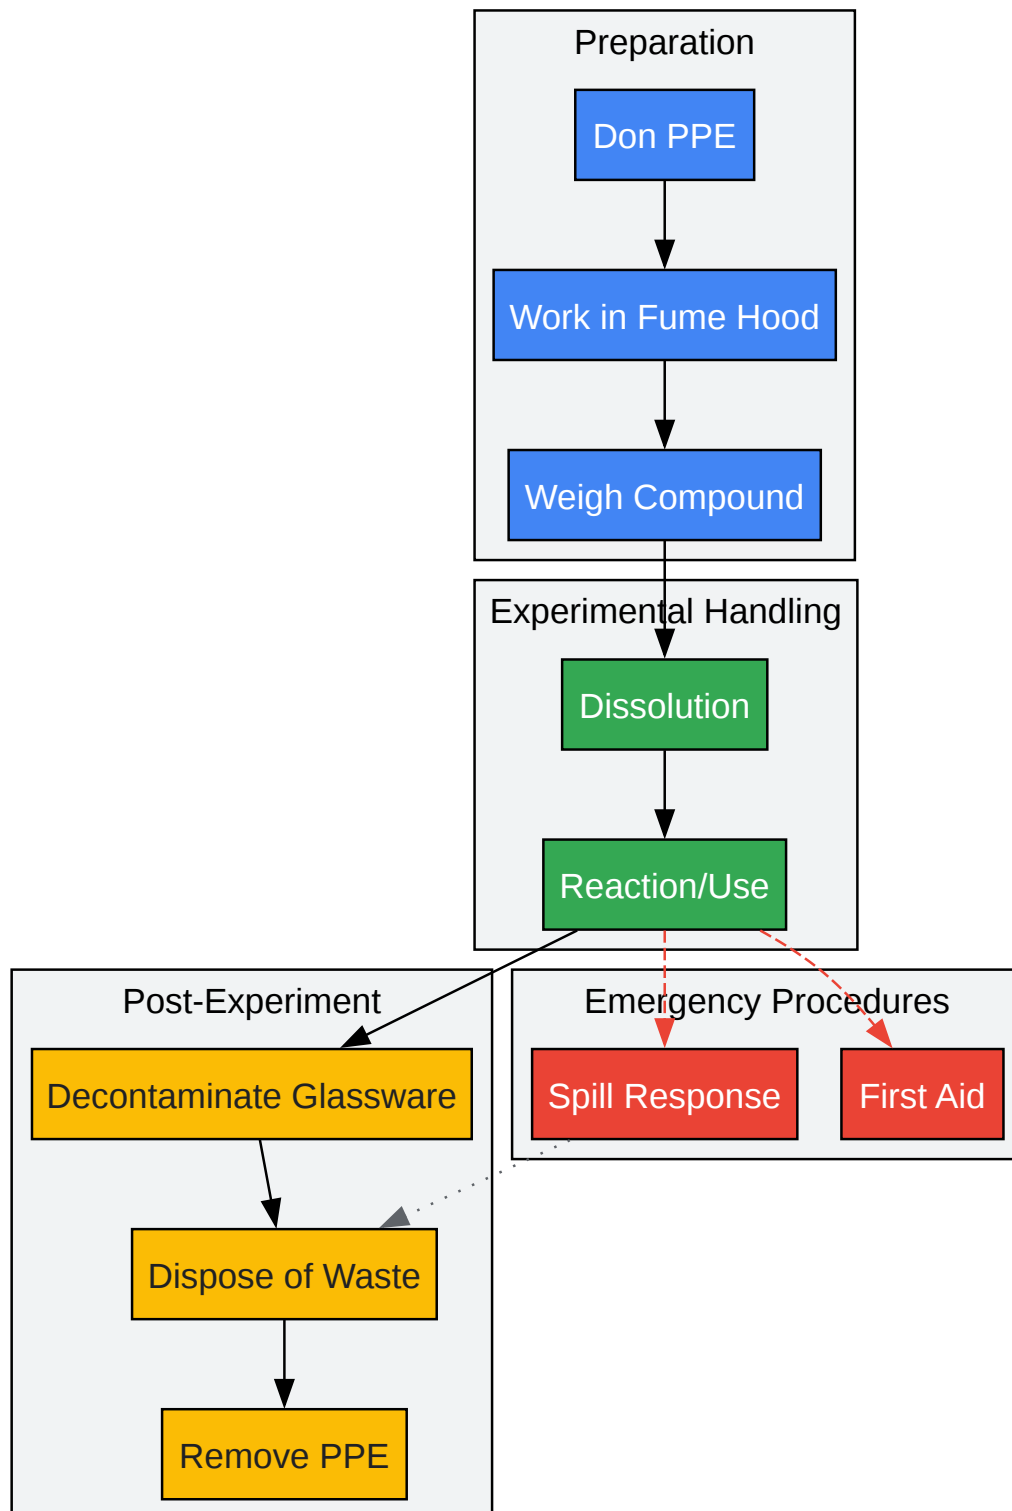 Preparation
Don PPE
Work in Fume Hood
Weigh Compound
Experimental Handling
Dissolution
Reaction/Use
Post-Experiment
Decontaminate Glassware
Dispose of Waste
Remove PPE
Emergency Procedures
Spill Response
First Aid